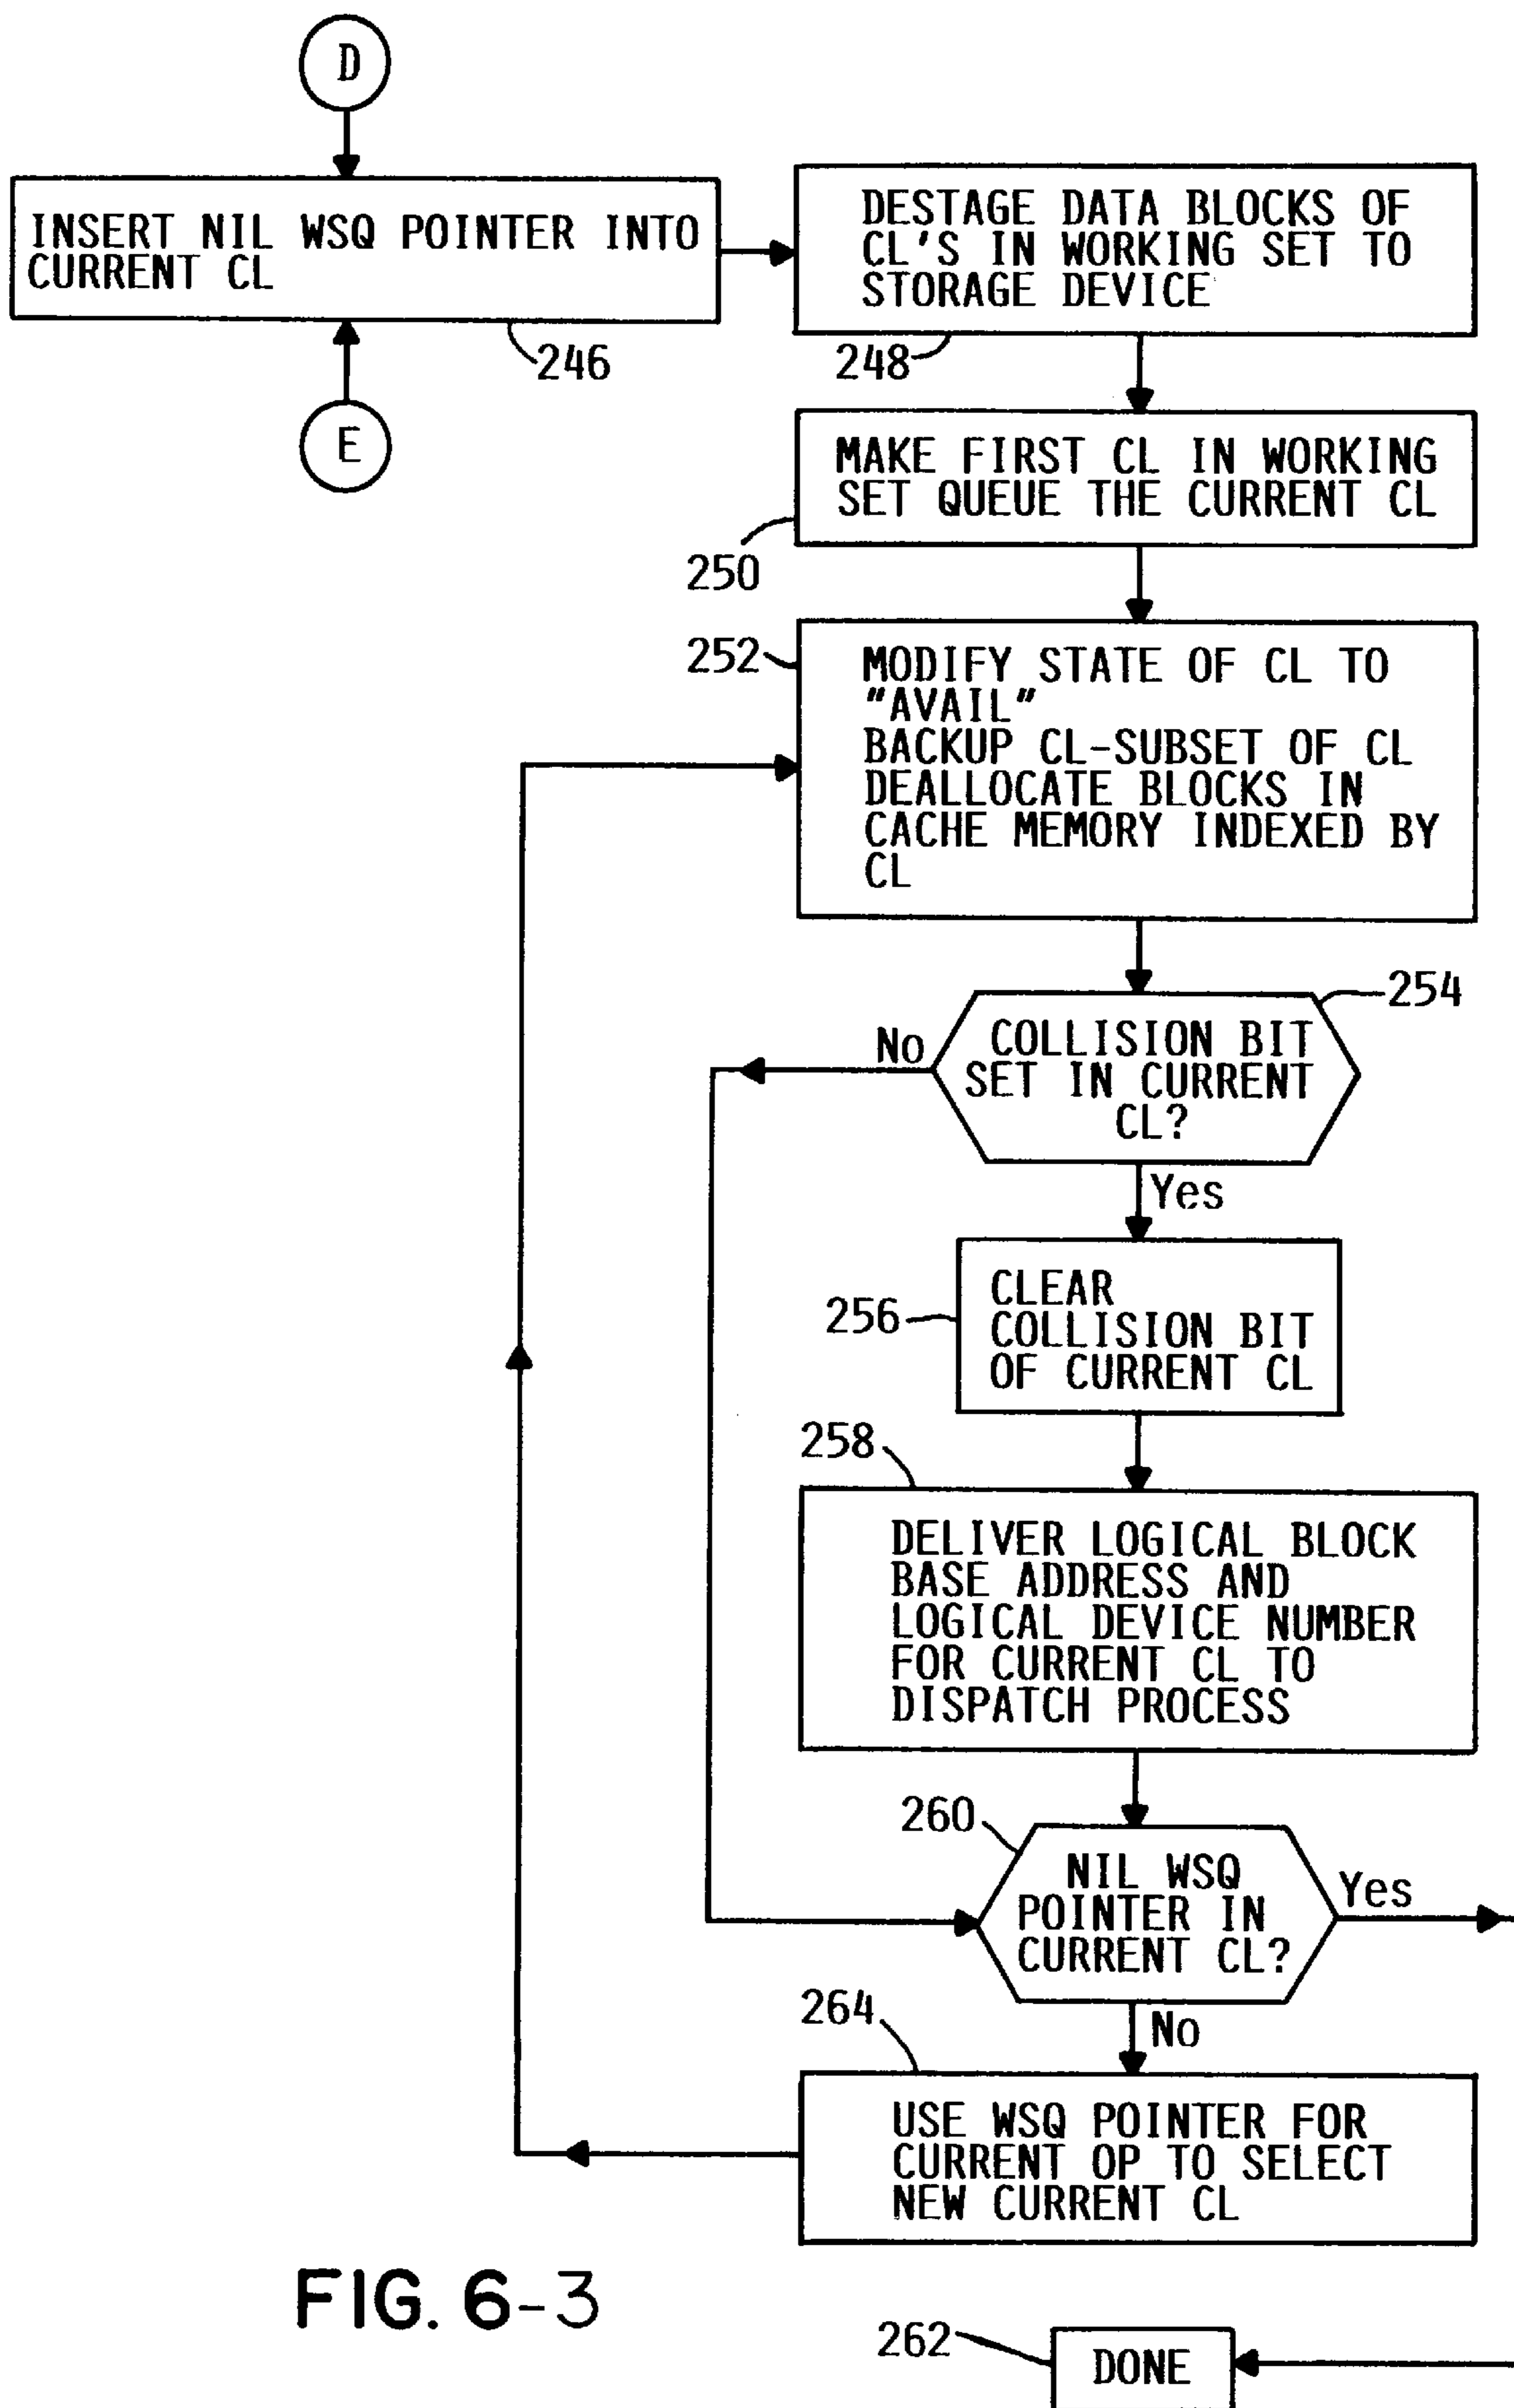 D
INSERT NIL WSQ POINTER INTO
CURRENT CL
246
E
DESTAGE DATA BLOCKS OF
CL'S IN WORKING SET TO
STORAGE DEVICE
248
MAKE FIRST CL IN WORKING
SET QUEUE THE CURRENT CL
250
252
MODIFY STATE OF CL TO
"AVAIL"
BACKUP CL-SUBSET OF CL
DEALLOCATE BLOCKS IN
CACHE MEMORY INDEXED BY
CL
254
No
COLLISION BIT
SET IN CURRENT
CL?
Yes
256
CLEAR
COLLISION BIT
OF CURRENT CL
258
DELIVER LOGICAL BLOCK
BASE ADDRESS AND
LOGICAL DEVICE NUMBER
FOR CURRENT CL TO
DISPATCH PROCESS
260
NIL WSQ
POINTER IN
CURRENT CL?
Yes
No
264
USE WSQ POINTER FOR
CURRENT OP TO SELECT
NEW CURRENT CL
FIG. 6-3
262
DONE